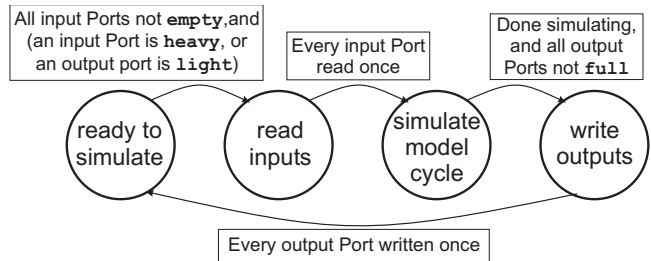 All input Ports not empty,and
(an input Port is heavy, or
an output port is light)
Every input Port
read once
Done simulating,
and all output
Ports not full
ready to
simulate
read
inputs
simulate
model
cycle
write
outputs
Every output Port written once